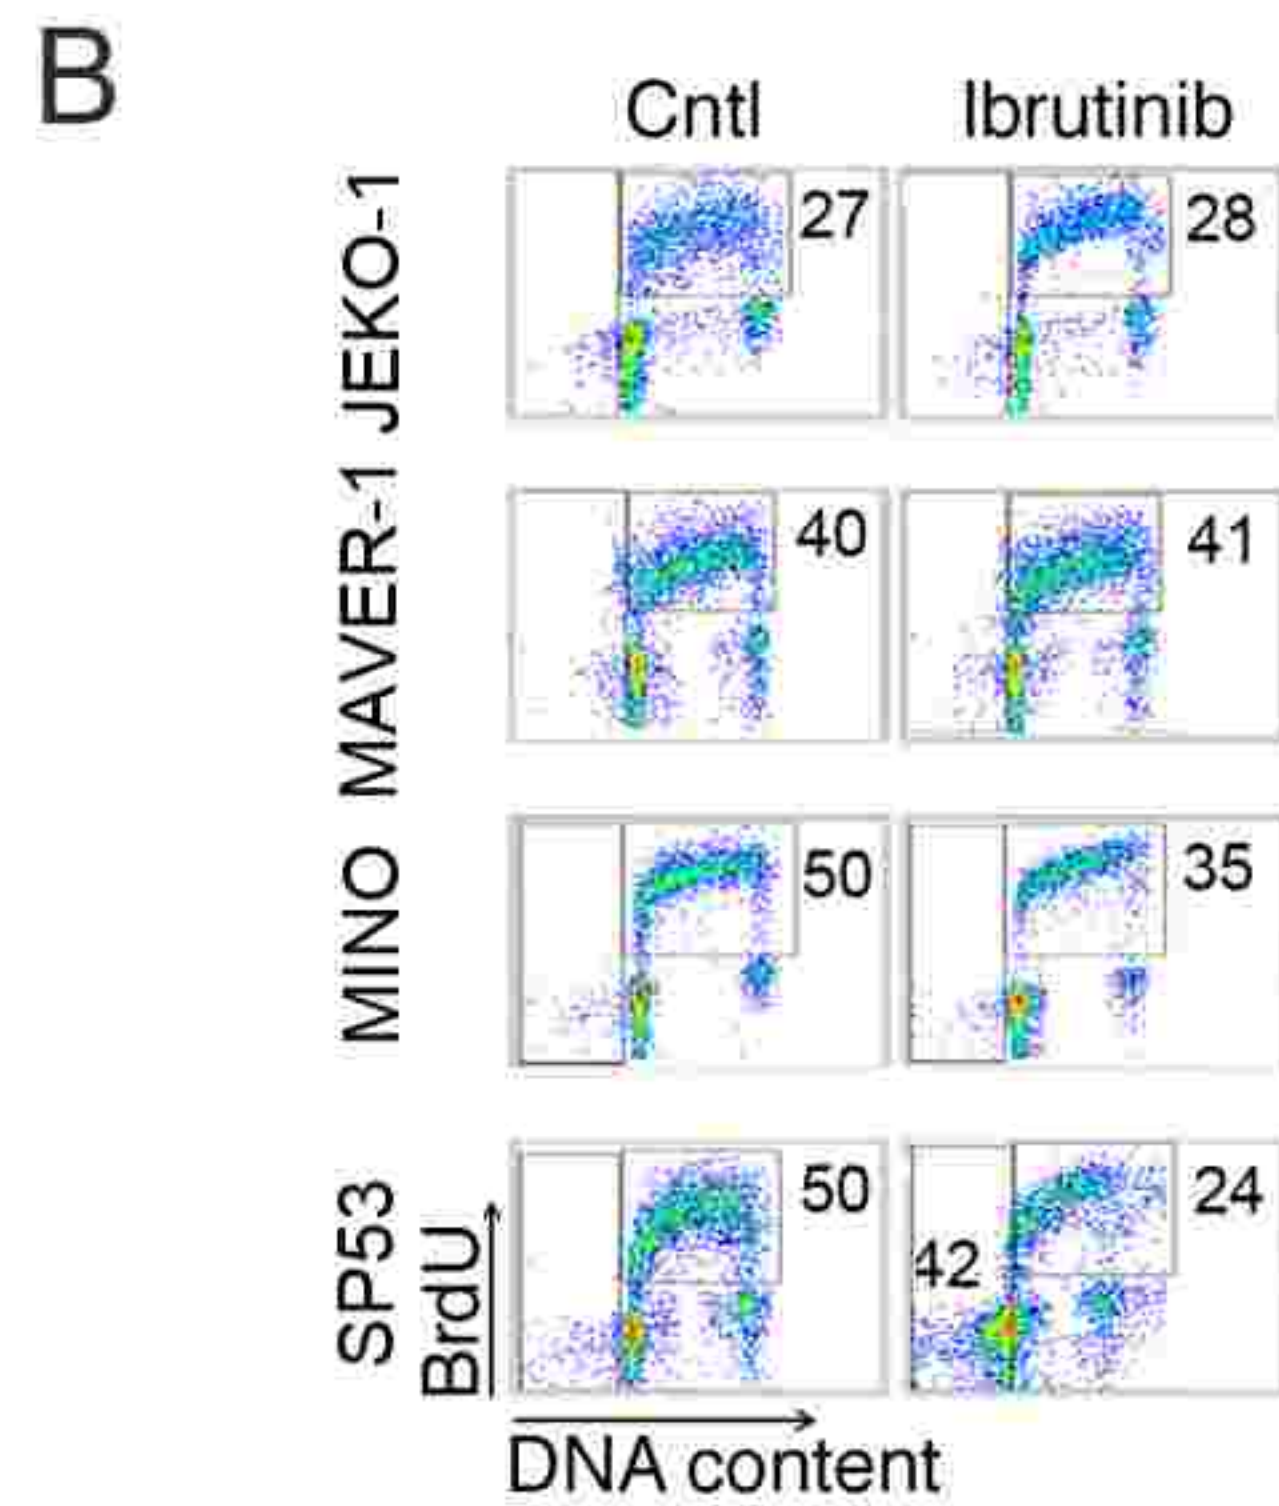 B
Cntl Ibrutinib
JEKO-1
27 28
MAVER-1
40 41
MINO
50 35
SP53
50 42 24
BrdU
DNA content